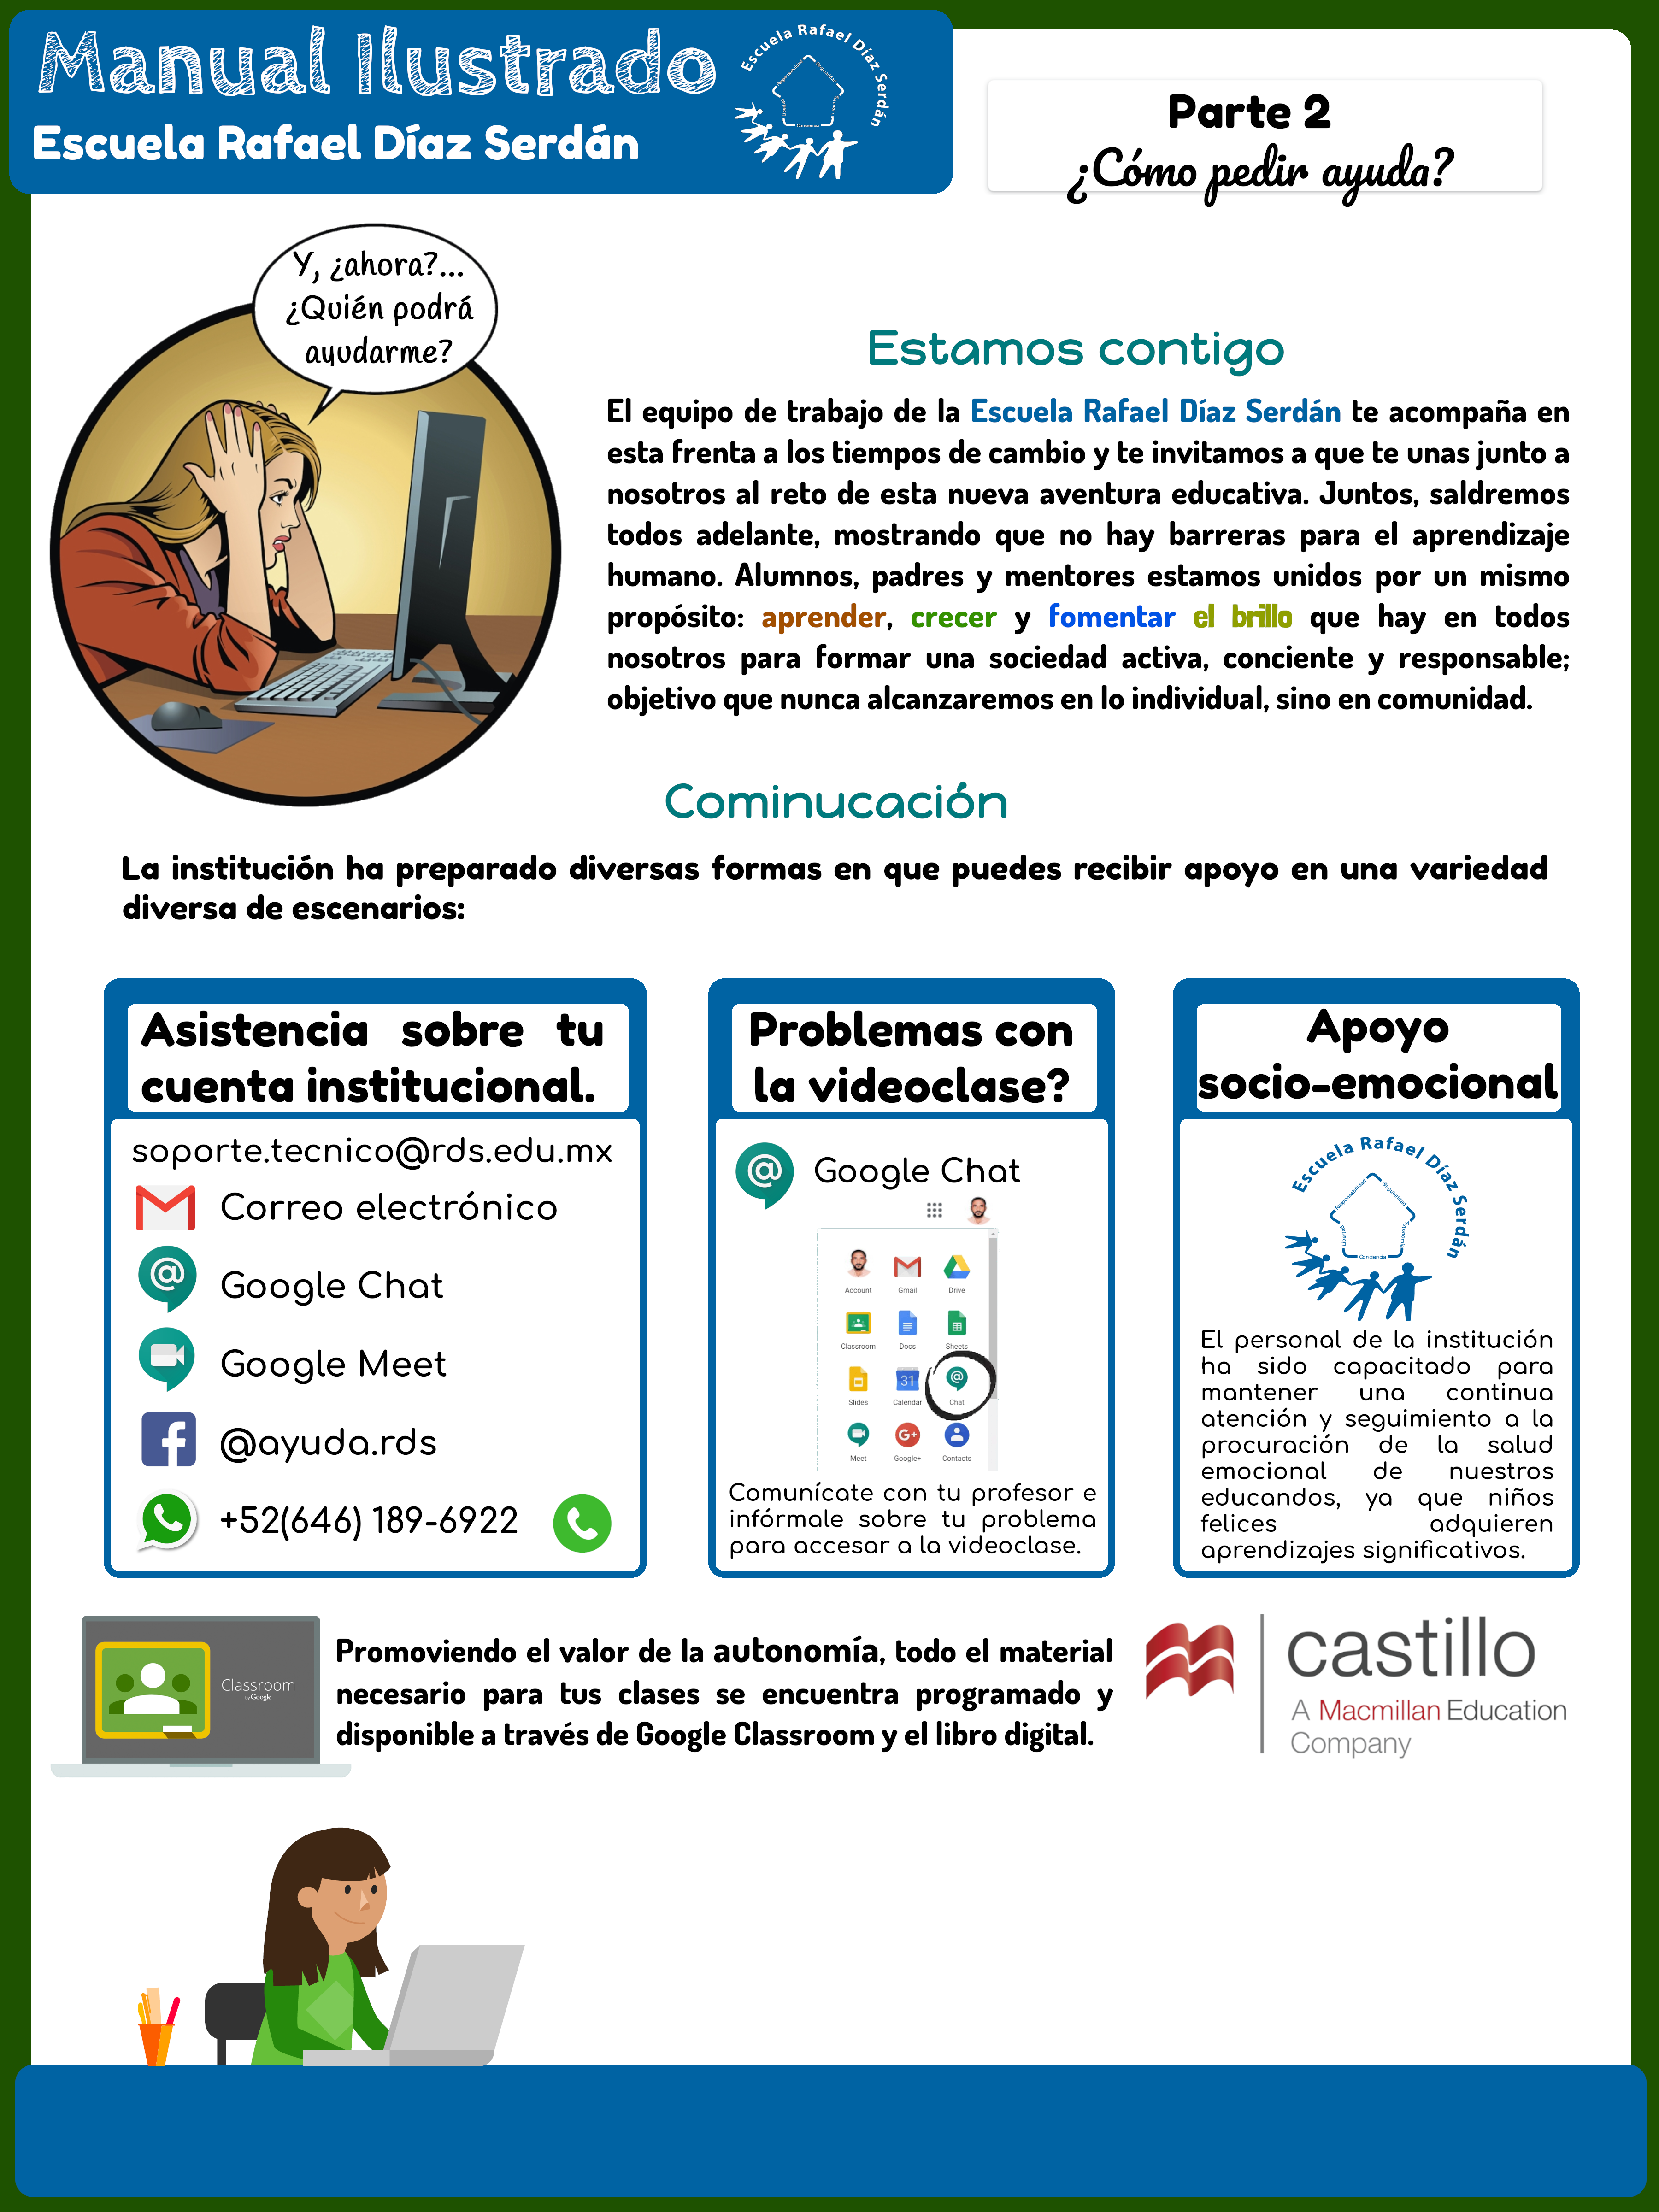 Manual Ilustrado
Escuela Rafael Díaz Serdán
Escuela Rafael Díaz Serdán
Responsabilidad
Singularidad
Libertad
Autonomía
Conciencia
Parte 2
¿Cómo pedir ayuda?
Y, ¿ahora?...
¿Quién podrá
ayudarme?
Estamos contigo
El equipo de trabajo de la Escuela Rafael Díaz Serdán te acompaña en
esta frenta a los tiempos de cambio y te invitamos a que te unas junto a
nosotros al reto de esta nueva aventura educativa. Juntos, saldremos
todos adelante, mostrando que no hay barreras para el aprendizaje
humano. Alumnos, padres y mentores estamos unidos por un mismo
propósito: aprender, crecer y fomentar el brillo que hay en todos
nosotros para formar una sociedad activa, conciente y responsable;
objetivo que nunca alcanzaremos en lo individual, sino en comunidad.
Cominucación
La institución ha preparado diversas formas en que puedes recibir apoyo en una variedad
diversa de escenarios:
Asistencia sobre tu
cuenta institucional.
soporte.tecnico@rds.edu.mx
Correo electrónico
Google Chat
Google Meet
@ayuda.rds
+52(646) 189-6922
Problemas con
la videoclase?
Google Chat
Account Gmail Drive
Classroom Docs Sheets
31
Slides Calendar Chat
G+
Meet Google+ Contacts
Comunícate con tu profesor e
infórmale sobre tu problema
para accesar a la videoclase.
Apoyo
socio-emocional
Escuela Rafael Díaz Serdán
Responsabilidad
Singularidad
Libertad
Autonomía
Conciencia
El personal de la institución
ha sido capacitado para
mantener una continua
atención y seguimiento a la
procuración de la salud
emocional de nuestros
educandos, ya que niños
felices adquieren
aprendizajes significativos.
Classroom
by Google
Promoviendo el valor de la autonomía, todo el material
necesario para tus clases se encuentra programado y
disponible a través de Google Classroom y el libro digital.
castillo
A Macmillan Education
Company